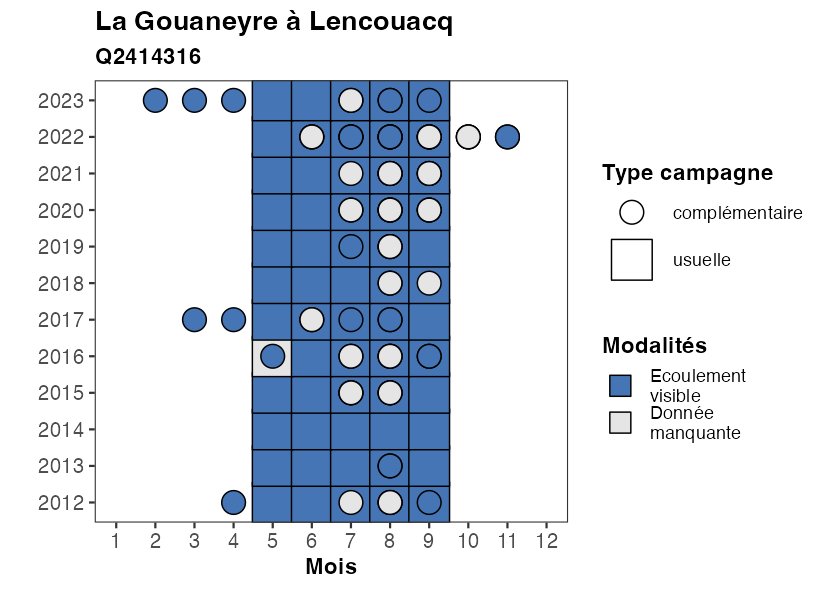 La Gouaneyre à Lencouacq
Q2414316
2023
2022
2021
2020
2019
2018
2017
2016
2015
2014
2013
2012
1 2 3 4 5 6 7 8 9 10 11 12
Mois
Type campagne
complémentaire
usuelle
Modalités
Ecoulement
visible
Donnée
manquante